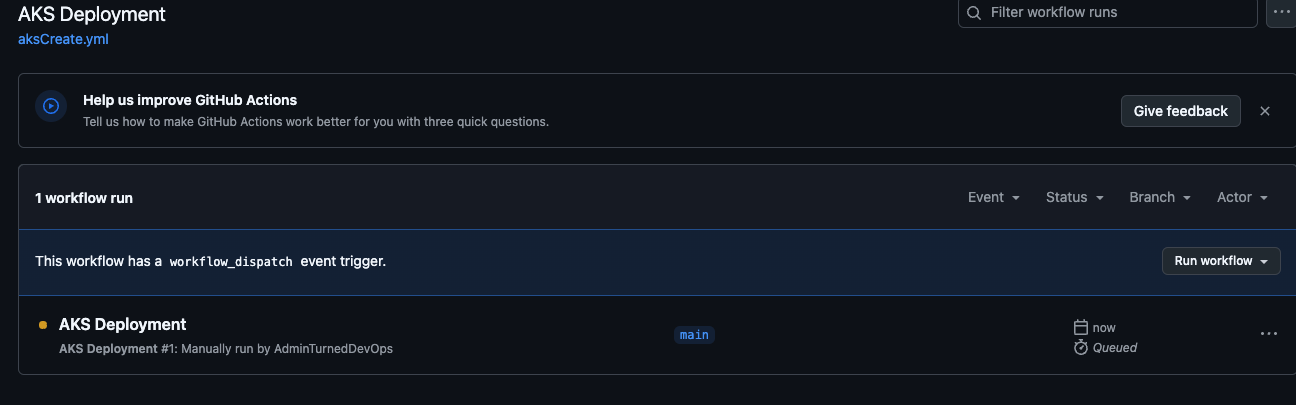 AKS Deployment
Filter workflow runs
aksCreate.yml
Help us improve GitHub Actions
Tell us how to make GitHub Actions work better for you with three quick questions.
Give feedback
1 workflow run
Event Status Branch Actor
This workflow has a workflow_dispatch event trigger.
Run workflow
AKS Deployment
main
now
AKS Deployment #1: Manually run by AdminTurnedDevOps
Queued